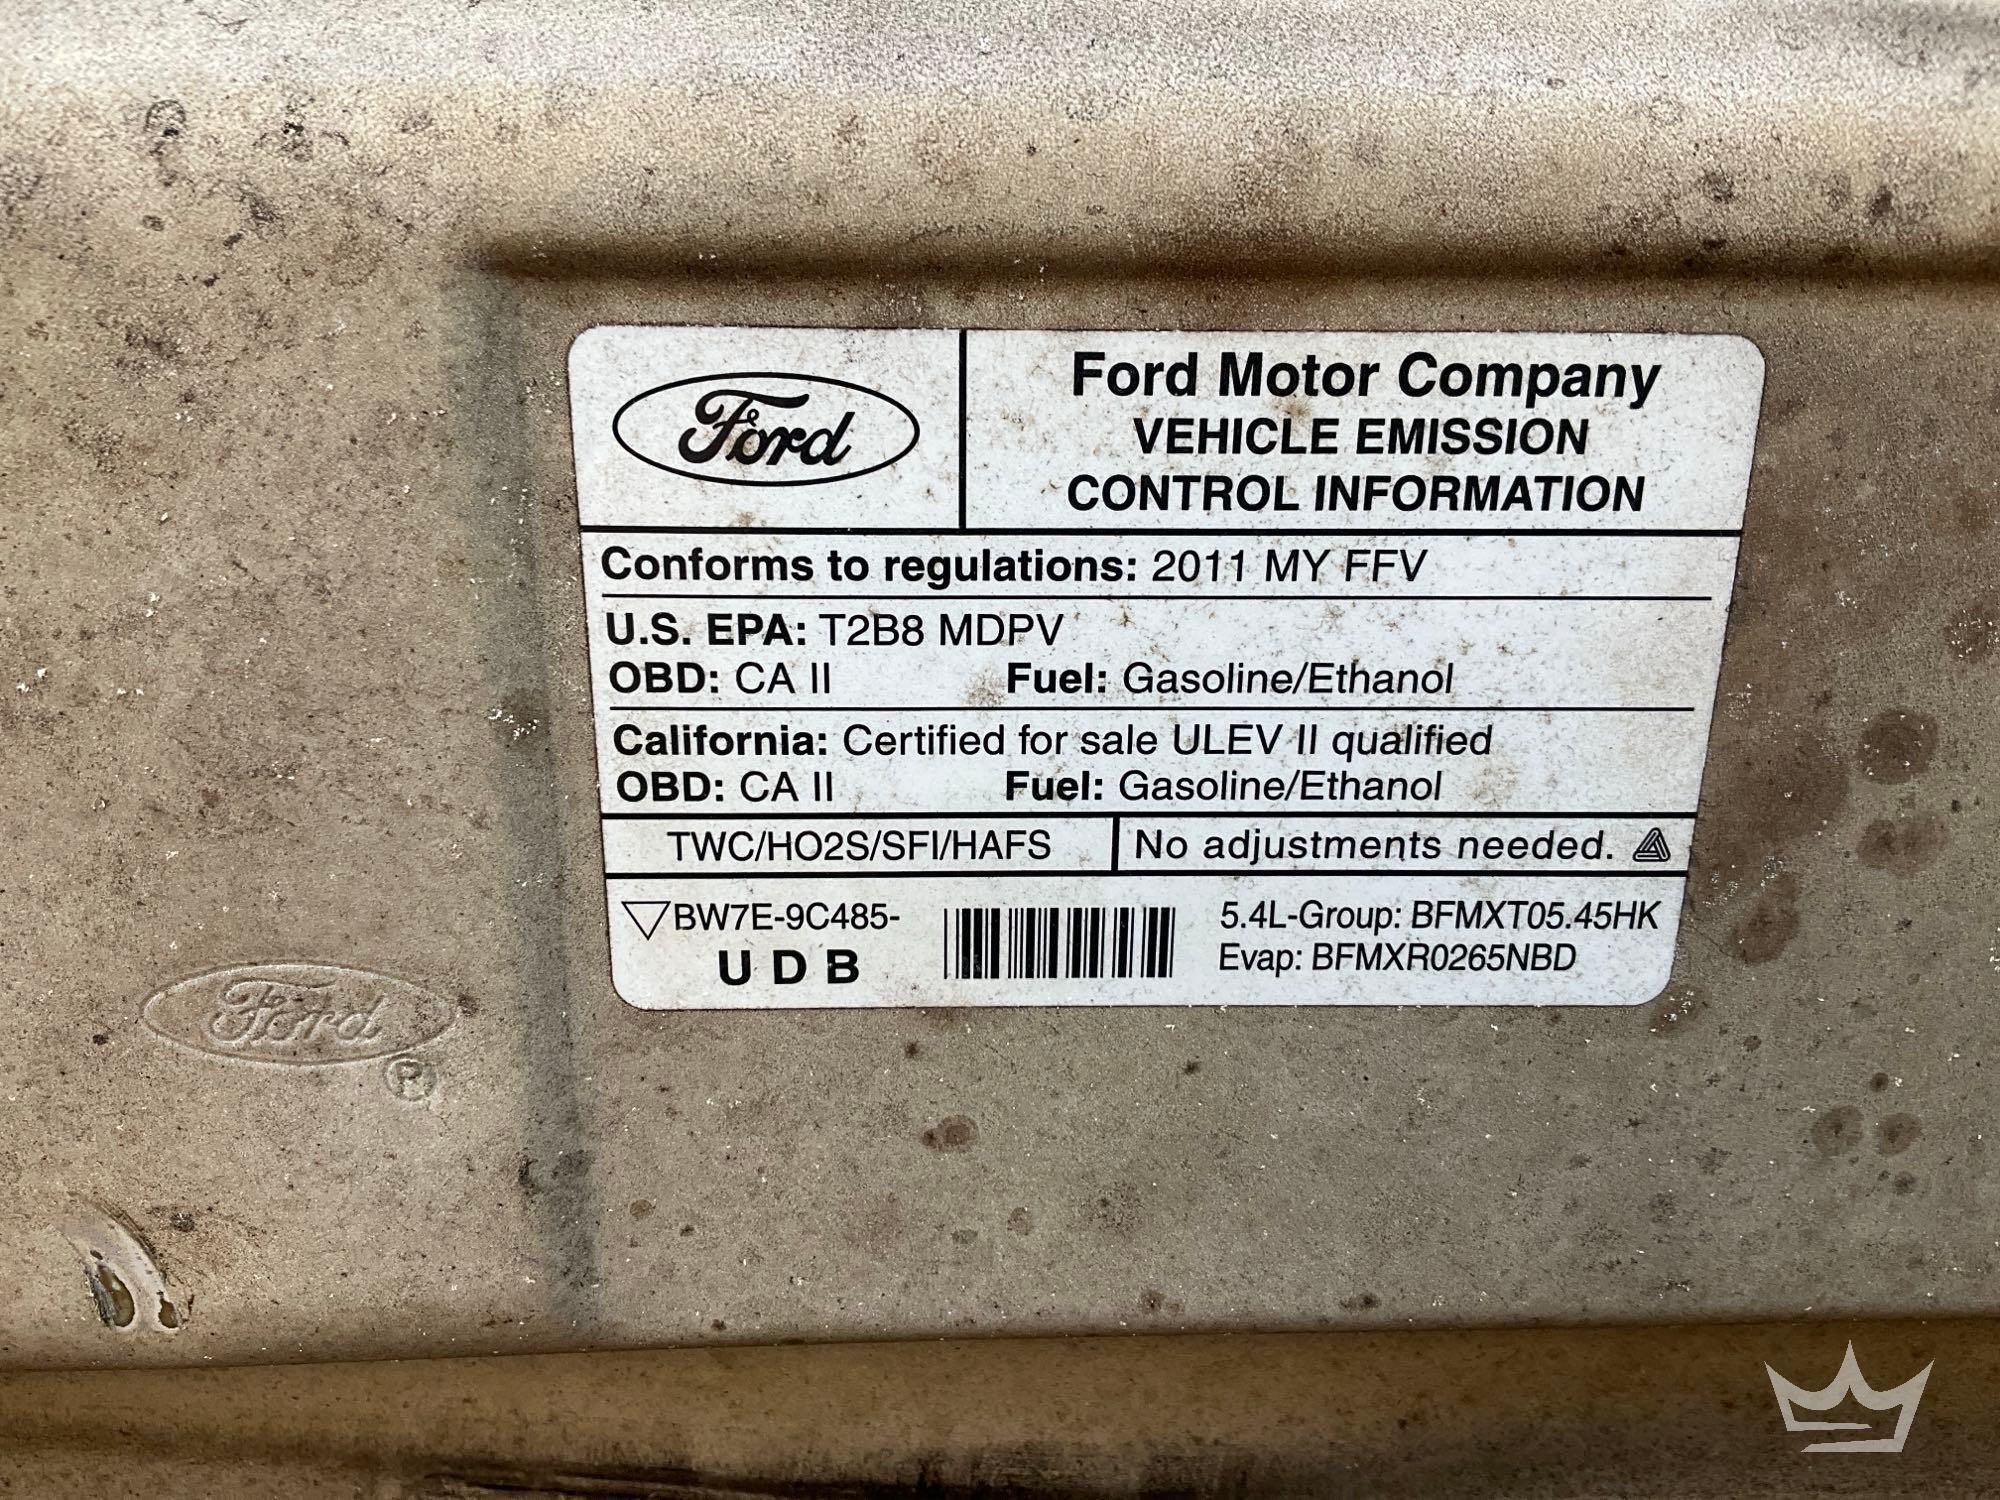 Ford
Ford Motor Company
VEHICLE EMISSION
CONTROL INFORMATION
Conforms to regulations: 2011 MY FFV
U.S. EPA: T2B8 MDPV
OBD: CA II Fuel: Gasoline/Ethanol
California: Certified for sale ULEV II qualified
OBD: CA II Fuel: Gasoline/Ethanol
TWC/HO2S/SFI/HAFS
No adjustments needed.
BW7E-9C485-
U D B
5.4L-Group: BFMXT05.45HK
Evap: BFMXR0265NBD
Ford
P